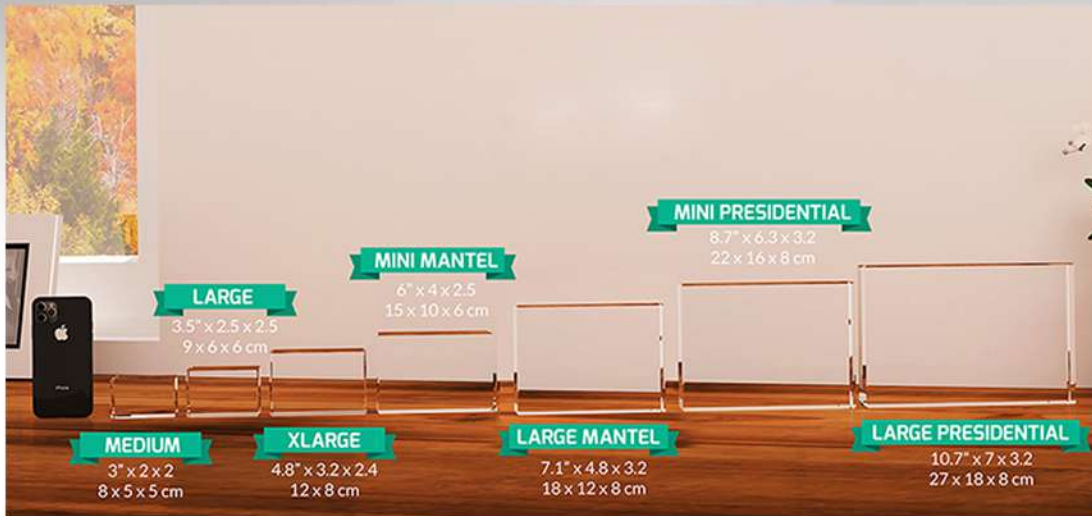 MINI PRESIDENTIAL
8.7" x 6.3 x 3.2
22 x 16 x 8 cm
MINI MANTEL
6" x 4 x 2.5
15 x 10 x 6 cm
LARGE
3.5" x 2.5 x 2.5
9 x 6 x 6 cm
iPhone
MEDIUM
3" x 2 x 2
8 x 5 x 5 cm
XLARGE
4.8" x 3.2 x 2.4
12 x 8 cm
LARGE MANTEL
7.1" x 4.8 x 3.2
18 x 12 x 8 cm
LARGE PRESIDENTIAL
10.7" x 7 x 3.2
27 x 18 x 8 cm